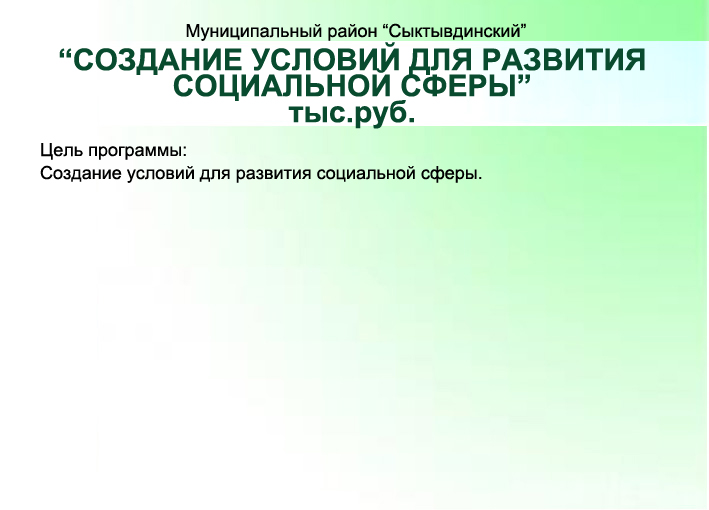 Муниципальный район “Сыктывдинский”
“СОЗДАНИЕ УСЛОВИЙ ДЛЯ РАЗВИТИЯ
СОЦИАЛЬНОЙ СФЕРЫ”
тыс.руб.
Цель программы:
Создание условий для развития социальной сферы.